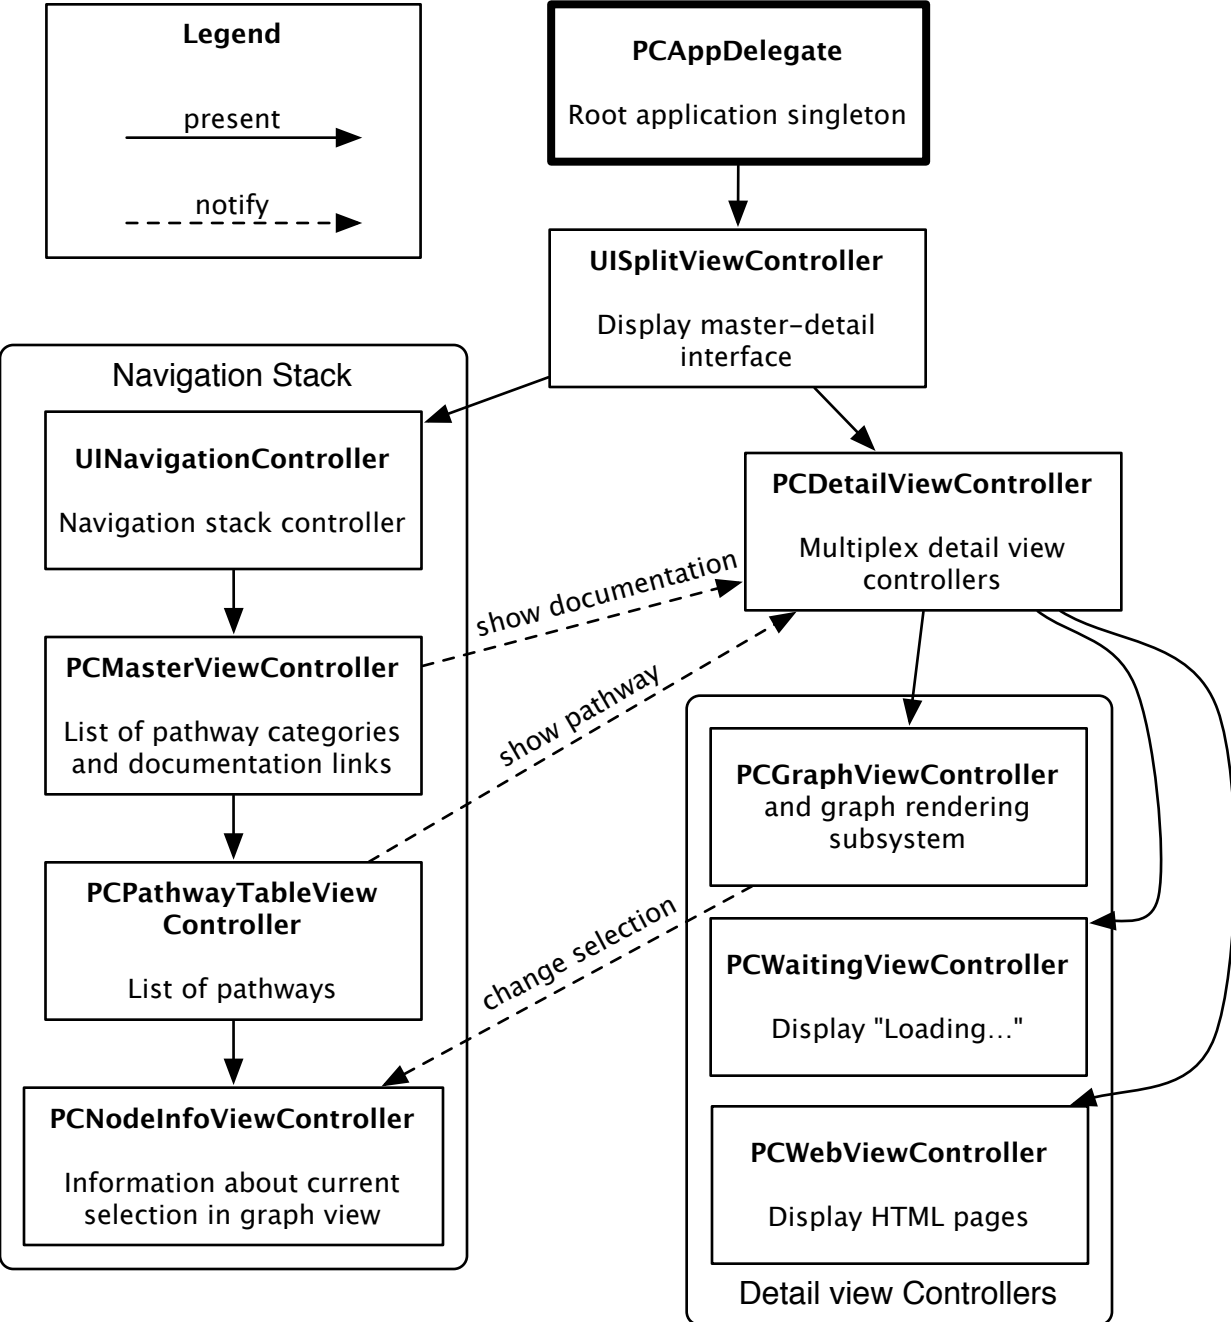 Legend
present
notify
PCAppDelegate
Root application singleton
UISplitViewController
Display master-detail
interface
Navigation Stack
UINavigationController
Navigation stack controller
PCMasterViewController
List of pathway categories
and documentation links
PCPathwayTableView
Controller
List of pathways
PCNodeInfoViewController
Information about current
selection in graph view
show documentation
show pathway
change selection
PCDetailViewController
Multiplex detail view
controllers
PCGraphViewController
and graph rendering
subsystem
PCWaitingViewController
Display "Loading..."
PCWebViewController
Display HTML pages
Detail view Controllers